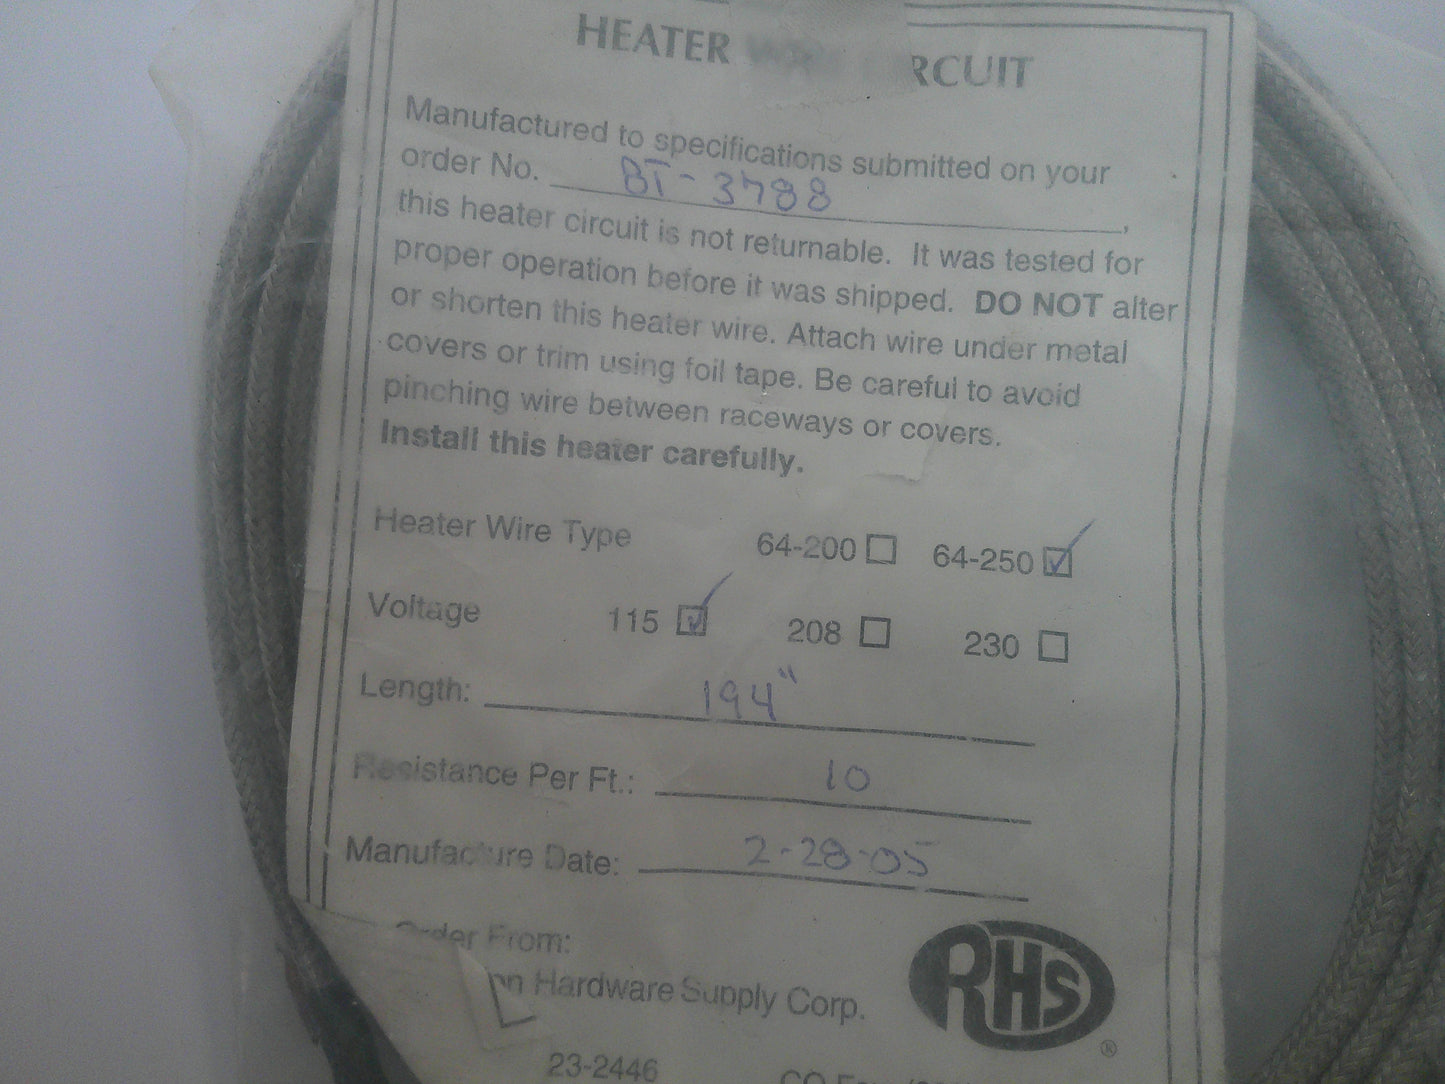 HEATER WIRE CIRCUIT
Manufactured to specifications submitted on your
order No. BT-3788,
this heater circuit is not returnable. It was tested for
proper operation before it was shipped. DO NOT alter
or shorten this heater wire. Attach wire under metal
covers or trim using foil tape. Be careful to avoid
pinching wire between raceways or covers.
Install this heater carefully.
Heater Wire Type 64-200 64-250
Voltage 115 208 230
Length: 194"
Resistance Per Ft.: 10
Manufacture Date: 2-28-05
Order From:
Hardware Supply Corp.
RHS ®
23-2446